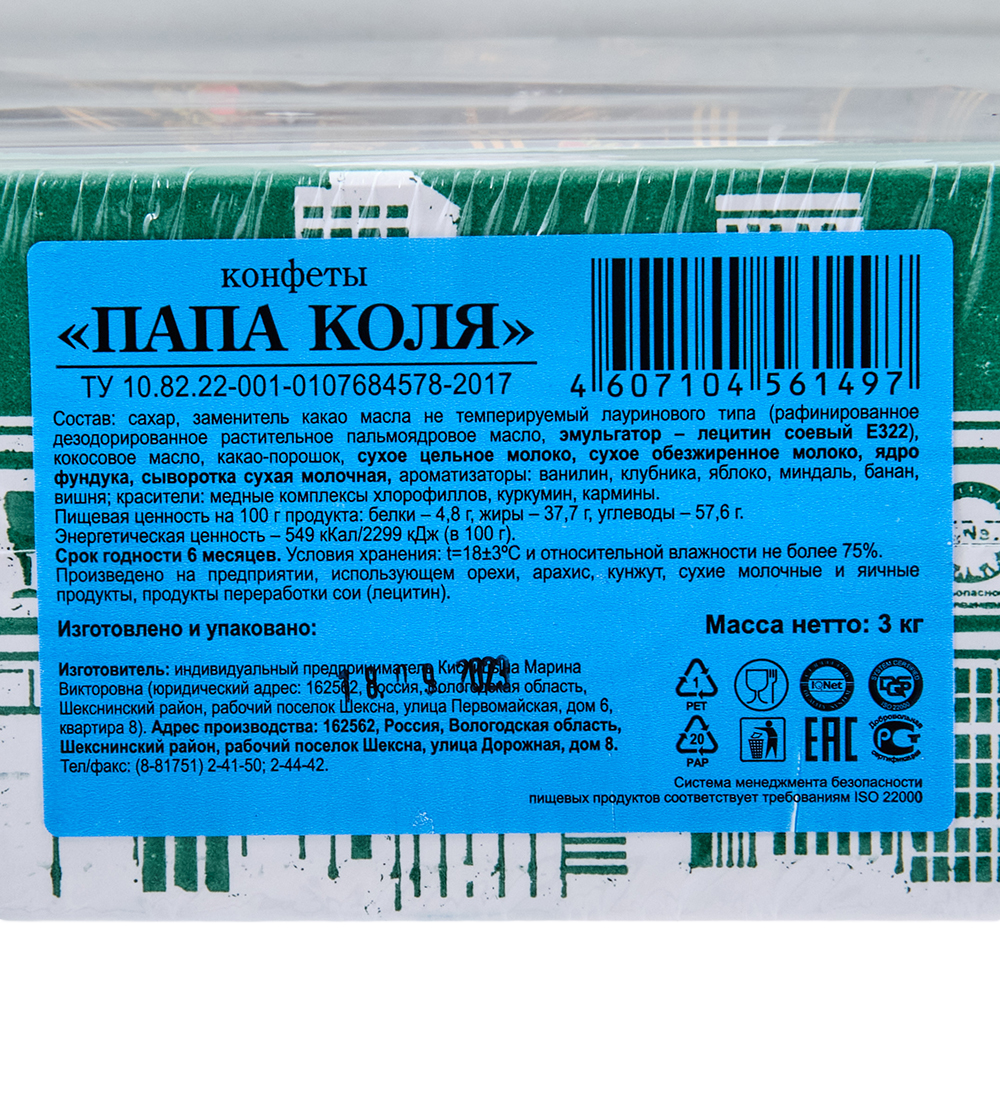 конфеты
«ПАПА КОЛЯ»
ТУ 10.82.22-001-0107684578-2017
4 607104 561497
Состав: сахар, заменитель какао масла не темперируемый лауринового типа (рафинированное
дезодорированное растительное пальмоядровое масло, эмульгатор – лецитин соевый Е322),
кокосовое масло, какао-порошок, сухое цельное молоко, сухое обезжиренное молоко, ядро
фундука, сыворотка сухая молочная, ароматизаторы: ванилин, клубника, яблоко, миндаль, банан,
вишня; красители: медные комплексы хлорофиллов, куркумин, кармины.
Пищевая ценность на 100 г продукта: белки – 4,8 г, жиры – 37,7 г, углеводы – 57,6 г.
Энергетическая ценность – 549 кКал/2299 кДж (в 100 г).
Срок годности 6 месяцев. Условия хранения: t=18±3°С и относительной влажности не более 75%.
Произведено на предприятии, использующем орехи, арахис, кунжут, сухие молочные и яичные
продукты, продукты переработки сои (лецитин).
Изготовлено и упаковано:
Масса нетто: 3 кг
Изготовитель: индивидуальный предприниматель Марина
Викторовна (юридический адрес: 162562, Россия, Вологодская область,
Шекснинский район, рабочий поселок Шексна, улица Первомайская, дом 6,
квартира 8). Адрес производства: 162562, Россия, Вологодская область,
Шекснинский район, рабочий поселок Шексна, улица Дорожная, дом 8.
Тел/факс: (8-81751) 2-41-50; 2-44-42.
1
PET
IQNet
SYSTEM CERTIFIED
ISO 22000
20
PAP
EAC
Добровольная
сертификация
Система менеджмента безопасности
пищевых продуктов соответствует требованиям ISO 22000